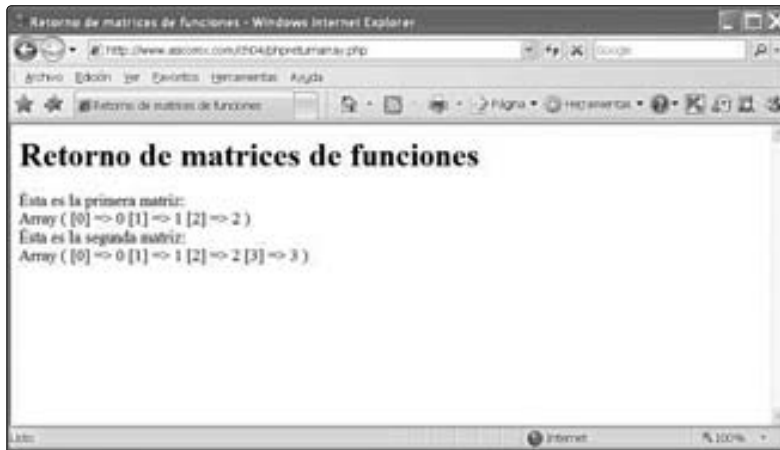 Retorno de matrices de funciones - Windows Internet Explorer
Google
Archivo Edición Ver Favoritos Herramientas Ayuda
Retorno de matrices de funciones
Página Herramientas
Retorno de matrices de funciones
Ésta es la primera matriz:
Array ( [0] => 0 [1] => 1 [2] => 2 )
Ésta es la segunda matriz:
Array ( [0] => 0 [1] => 1 [2] => 2 [3] => 3 )
Listo Internet 100%